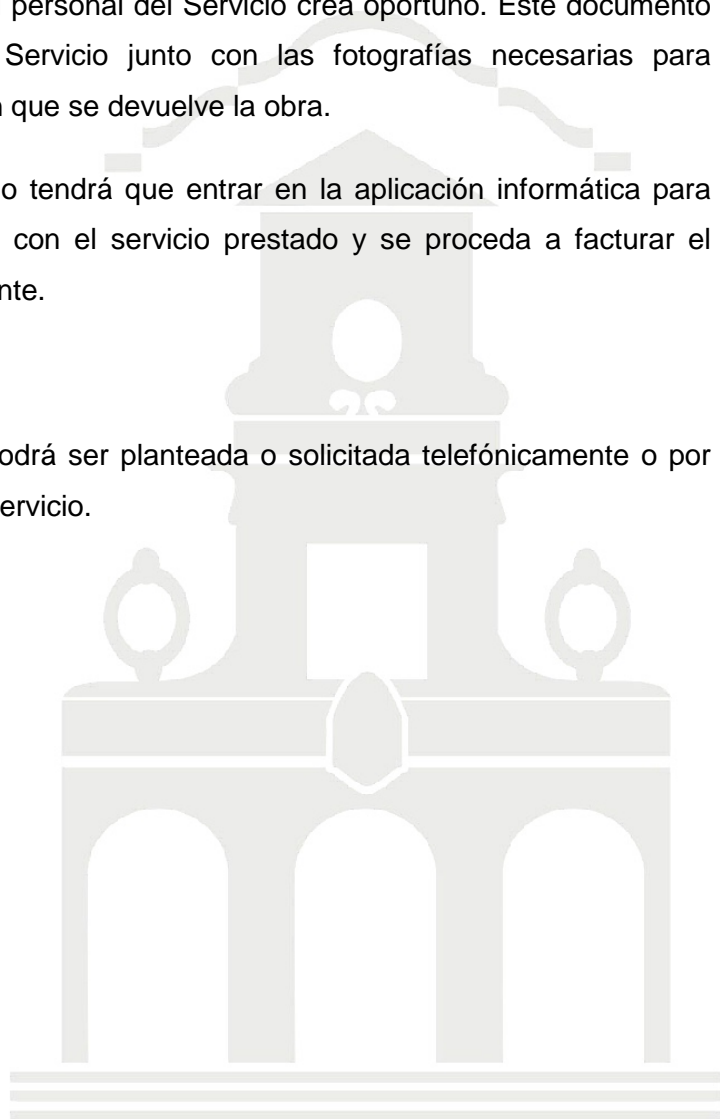 personal del Servicio crea oportuno. Este documento
Servicio junto con las fotografías necesarias para
que se devuelve la obra.
o tendrá que entrar en la aplicación informática para
con el servicio prestado y se proceda a facturar el
nte.
odrá ser planteada o solicitada telefónicamente o por
ervicio.